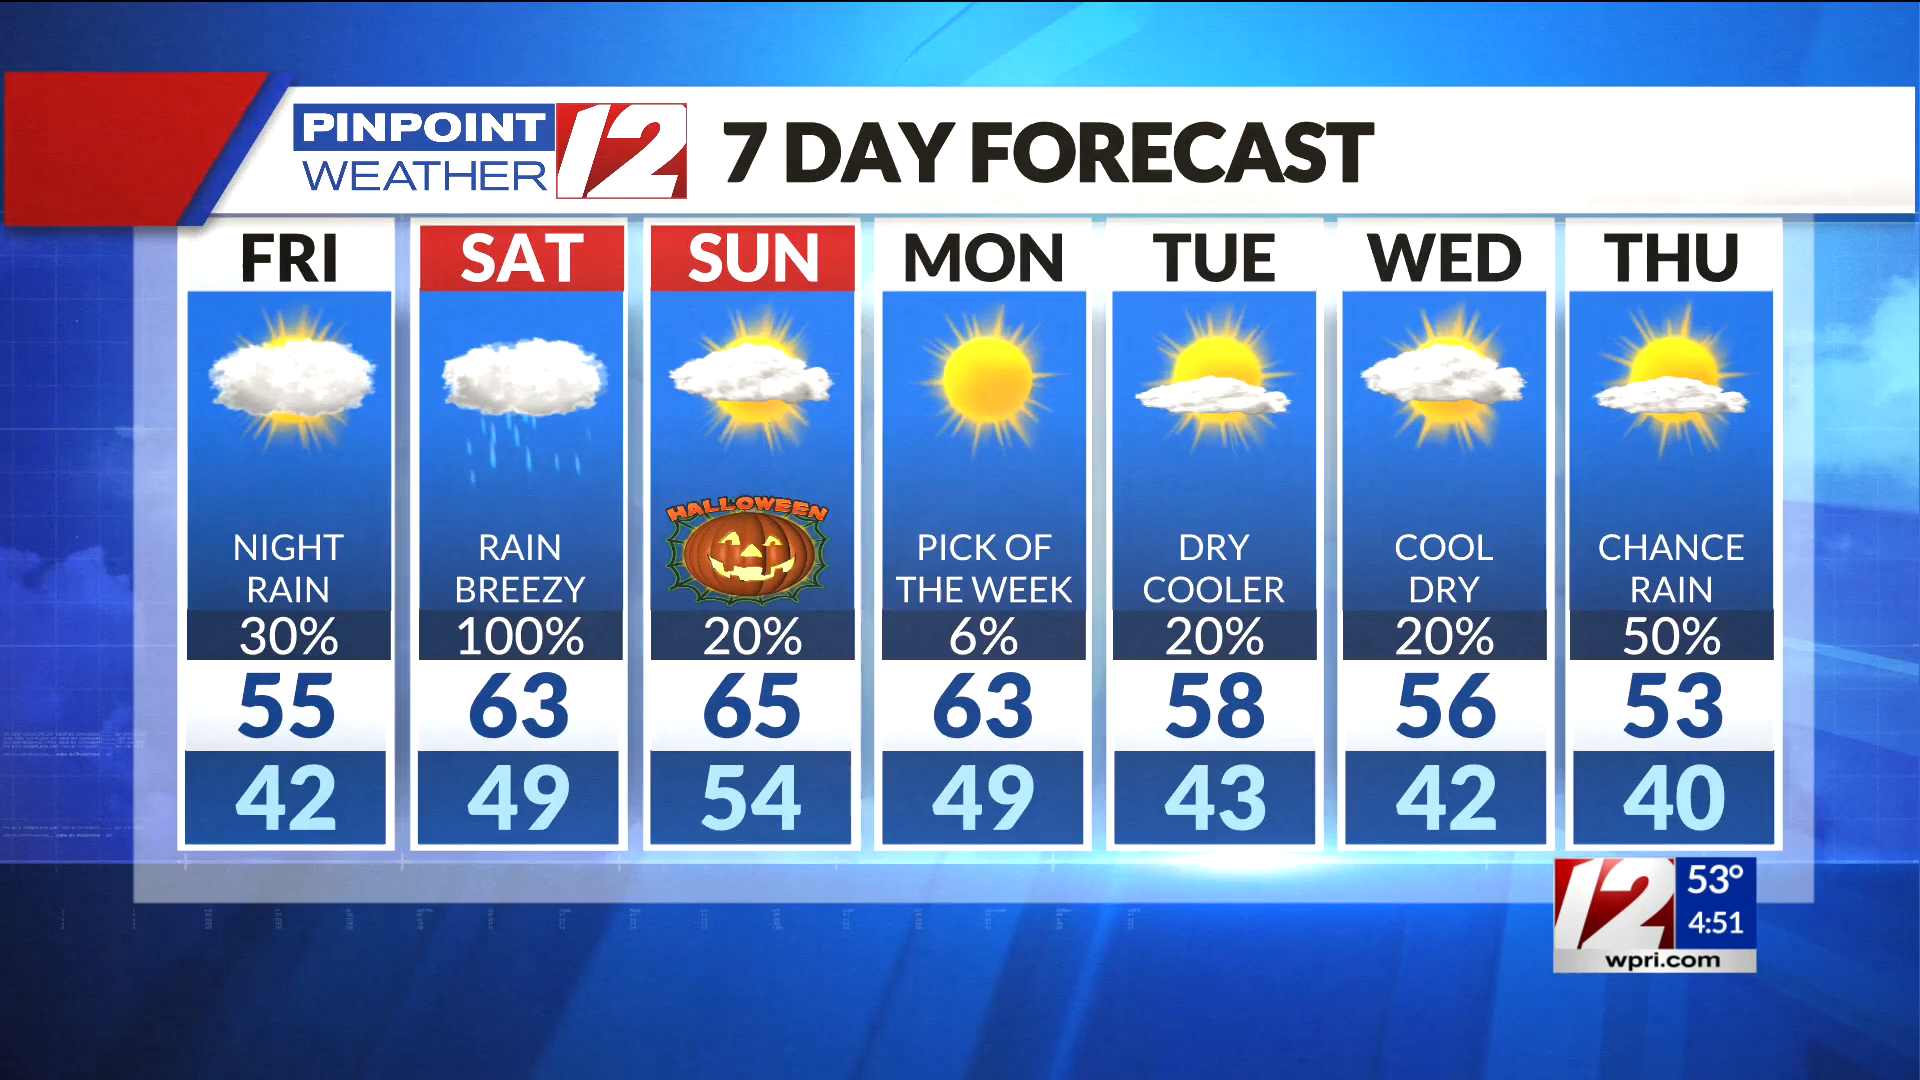 PINPOINT
WEATHER 12
7 DAY FORECAST
FRI SAT SUN MON TUE WED THU
HALLOWEEN
NIGHT RAIN PICK OF DRY COOL CHANCE
RAIN BREEZY THE WEEK COOLER DRY RAIN
30% 100% 20% 6% 20% 20% 50%
55 63 65 63 58 56 53
42 49 54 49 43 42 40
12 53°
4:51
wpri.com